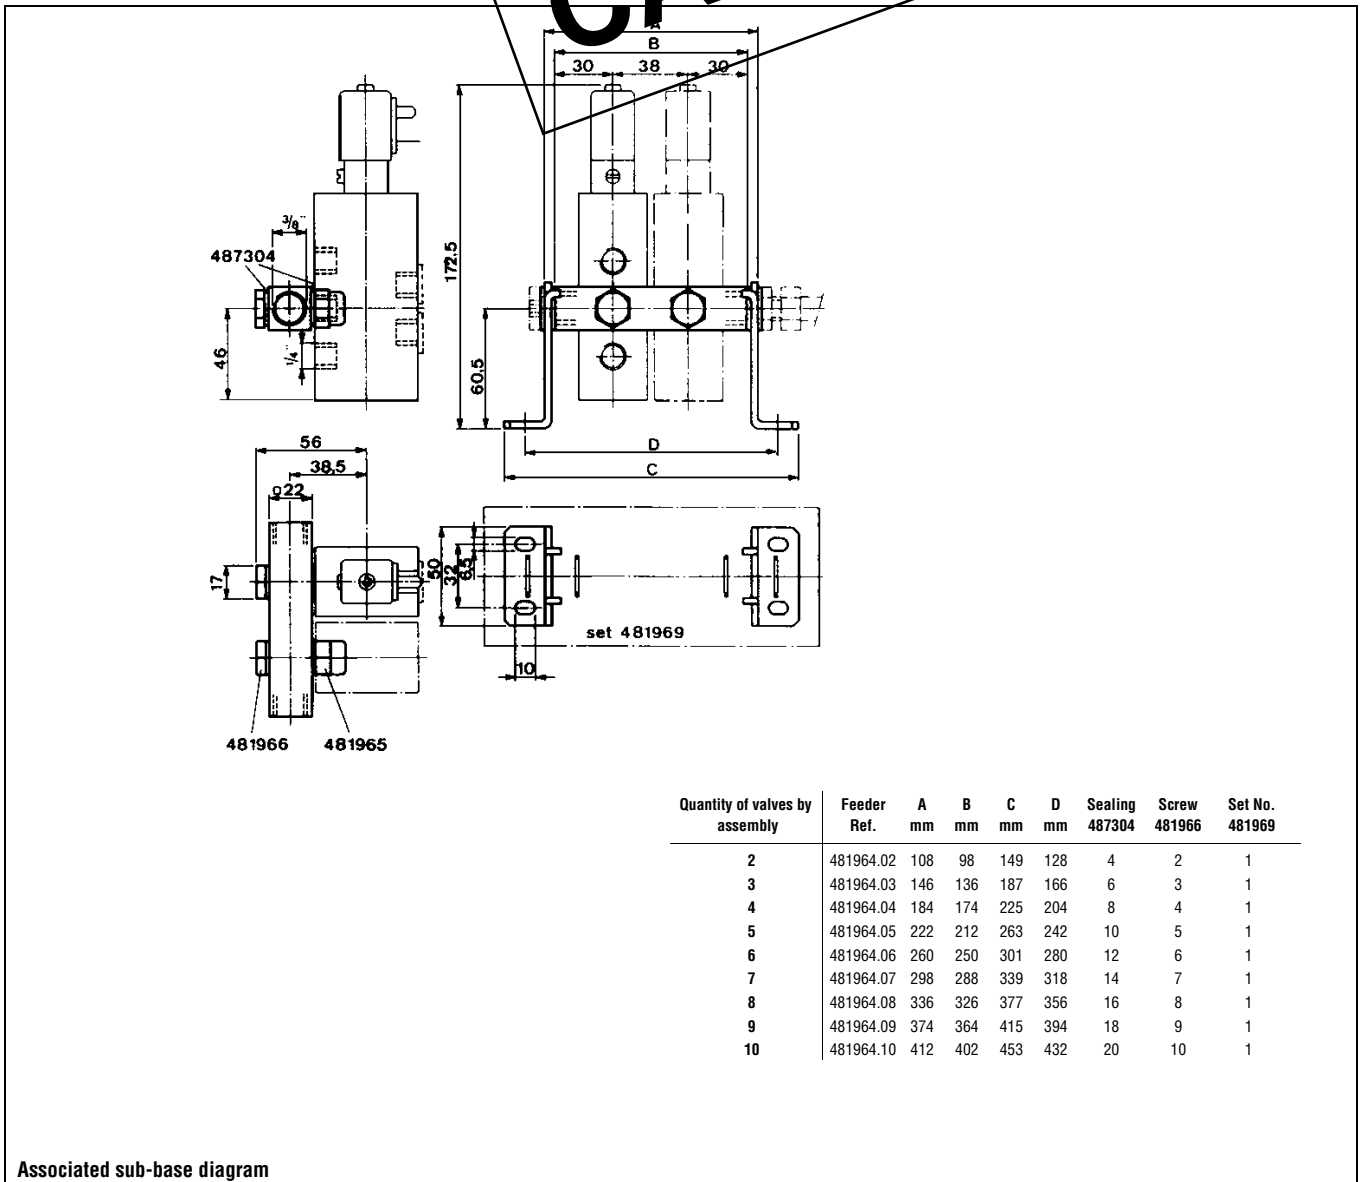 A
B
30 38 30
3/8"
487304
172.5
46
1/4"
60.5
56
38.5
□22
D
C
17
50
32
6.5
set 481969
10
481966 481965
Quantity of valves by assembly Feeder Ref. A mm B mm C mm D mm Sealing 487304 Screw 481966 Set No. 481969
2 481964.02 108 98 149 128 4 2 1
3 481964.03 146 136 187 166 6 3 1
4 481964.04 184 174 225 204 8 4 1
5 481964.05 222 212 263 242 10 5 1
6 481964.06 260 250 301 280 12 6 1
7 481964.07 298 288 339 318 14 7 1
8 481964.08 336 326 377 356 16 8 1
9 481964.09 374 364 415 394 18 9 1
10 481964.10 412 402 453 432 20 10 1
Associated sub-base diagram